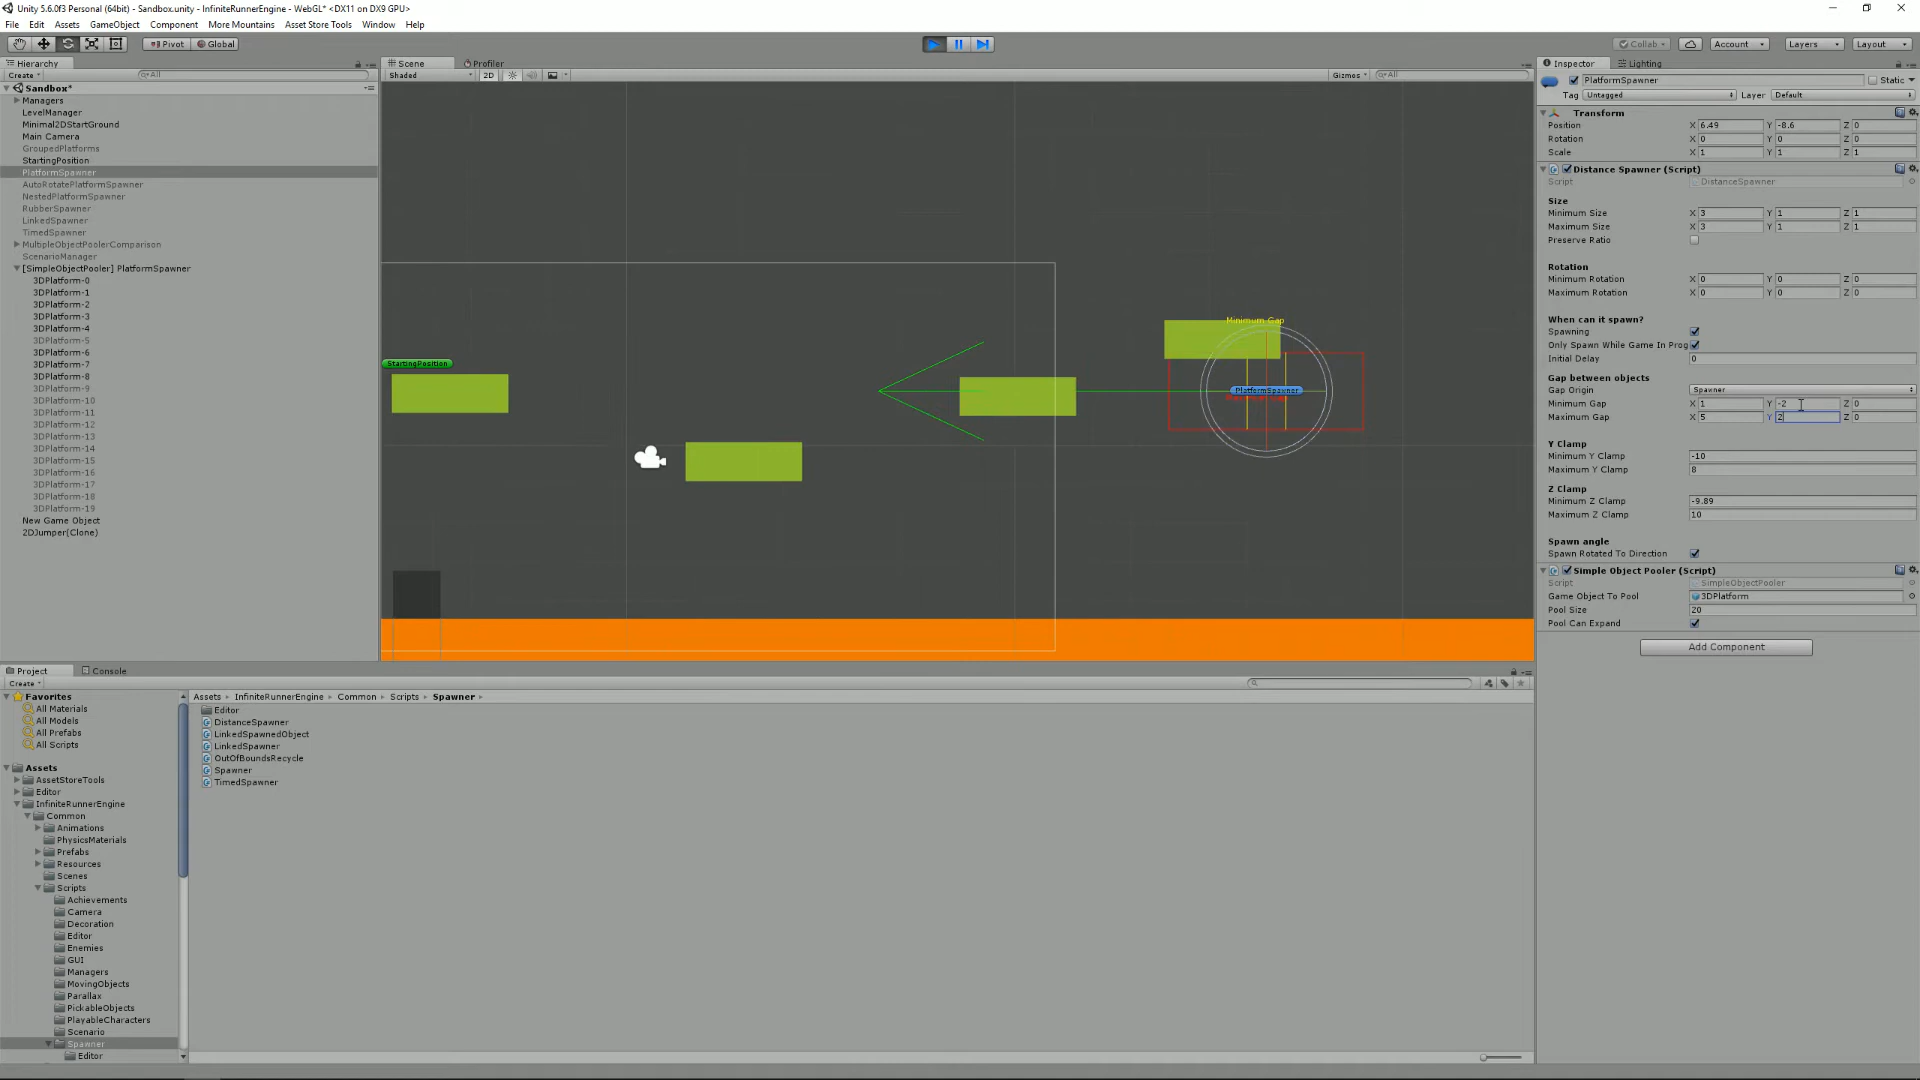 Unity 5.6.0f3 Personal (64bit) - Sandbox.unity - InfiniteRunnerEngine - WebGL* <DX11 on DX9 GPU>
File Edit Assets GameObject More Mountains Asset Store Tools Component Window Help
Pivot Global Collab Account Layers Layout
Hierarchy
Create All
Sandbox*
Managers
LevelManager
Minimal2DStartGround
Main Camera
GroupedPlatforms
StartingPosition
PlatformSpawner
AutoRotatePlatformSpawner
NestedPlatformSpawner
RubberSpawner
LinkedSpawner
TimedSpawner
MultipleObjectPoolerComparison
ScenarioManager
[SimpleObjectPooler] PlatformSpawner
3DPlatform-0
3DPlatform-1
3DPlatform-2
3DPlatform-3
3DPlatform-4
3DPlatform-5
3DPlatform-6
3DPlatform-7
3DPlatform-8
3DPlatform-9
3DPlatform-10
3DPlatform-11
3DPlatform-12
3DPlatform-13
3DPlatform-14
3DPlatform-15
3DPlatform-16
3DPlatform-17
3DPlatform-18
3DPlatform-19
New Game Object
2DJumper(Clone)
Scene Profiler
Shaded 2D Gizmos All
Minimum Gap
StartingPosition
PlatformSpawner
Inspector Lighting
PlatformSpawner Static
Tag Untagged Layer Default
Transform
Position X 6.49 Y -8.6 Z 0
Rotation X 0 Y 0 Z 0
Scale X 1 Y 1 Z 1
Distance Spawner (Script)
Script DistanceSpawner
Size
Minimum Size X 3 Y 1 Z 1
Maximum Size X 3 Y 1 Z 1
Preserve Ratio
Rotation
Minimum Rotation X 0 Y 0 Z 0
Maximum Rotation X 0 Y 0 Z 0
When can it spawn?
Spawning
Only Spawn While Game In Prog
Initial Delay 0
Gap between objects
Gap Origin Spawner
Minimum Gap X 1 Y -2 Z 0
Maximum Gap X 5 Y 2 Z 0
Y Clamp
Minimum Y Clamp -10
Maximum Y Clamp 8
Z Clamp
Minimum Z Clamp -9.89
Maximum Z Clamp 10
Spawn angle
Spawn Rotated To Direction
Simple Object Pooler (Script)
Script SimpleObjectPooler
Game Object To Pool 3DPlatform
Pool Size 20
Pool Can Expand
Add Component
Project Console
Create
Favorites
All Materials
All Models
All Prefabs
All Scripts
Assets
AssetStoreTools
Editor
InfiniteRunnerEngine
Common
Animations
PhysicsMaterials
Prefabs
Resources
Scenes
Scripts
Achievements
Camera
Decoration
Editor
Enemies
GUI
Managers
MovingObjects
Parallax
PickableObjects
PlayableCharacters
Scenario
Spawner
Editor
Assets InfiniteRunnerEngine Common Scripts Spawner
Editor
DistanceSpawner
LinkedSpawnedObject
LinkedSpawner
OutOfBoundsRecycle
Spawner
TimedSpawner